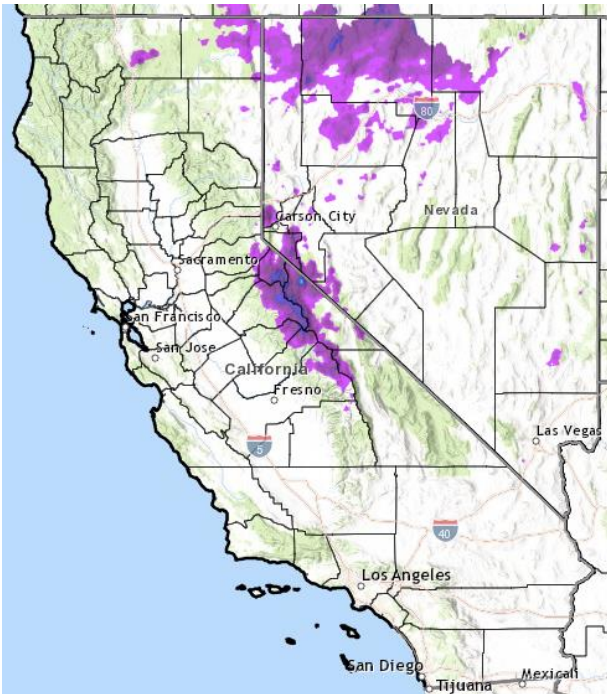 80
Carson City
Nevada
Sacramento
San Francisco
San Jose
California
Fresno
Las Vegas
5
40
Los Angeles
San Diego
Tijuana
Mexicali